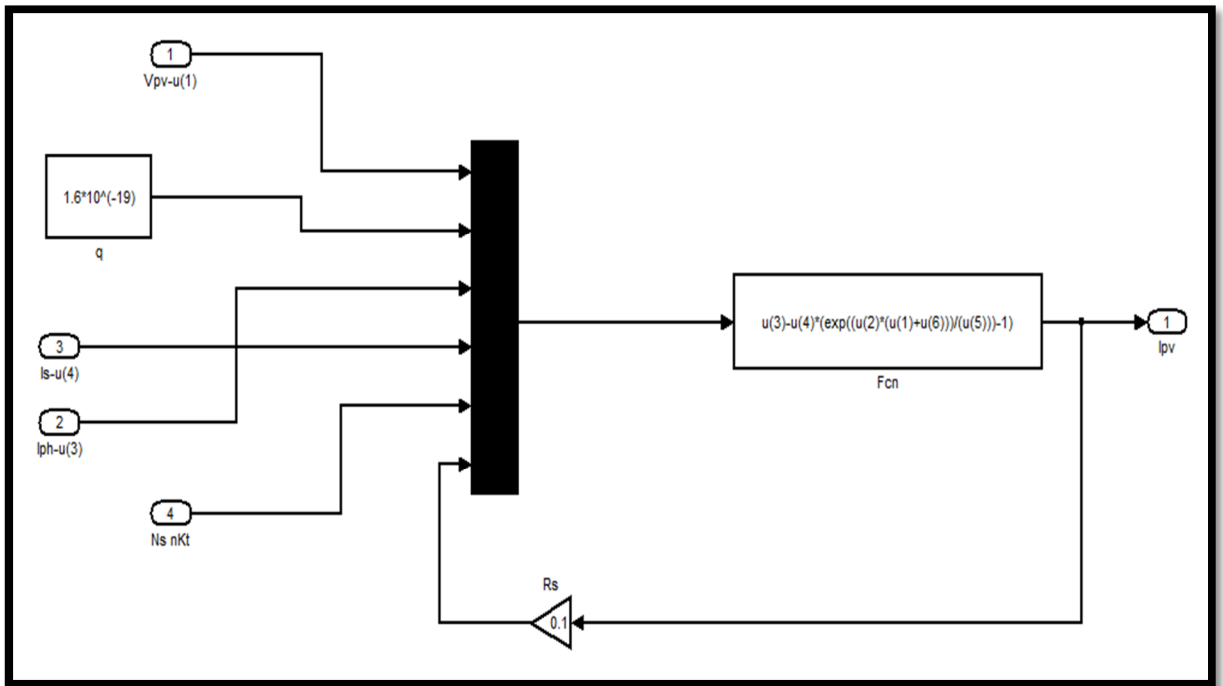 1
Vpv-u(1)
1.6*10^(-19)
q
3
Is-u(4)
2
Iph-u(3)
4
Ns nKt
u(3)-u(4)*(exp((u(2)*(u(1)+u(6)))/(u(5)))-1)
Fcn
1
Ipv
Rs
0.1